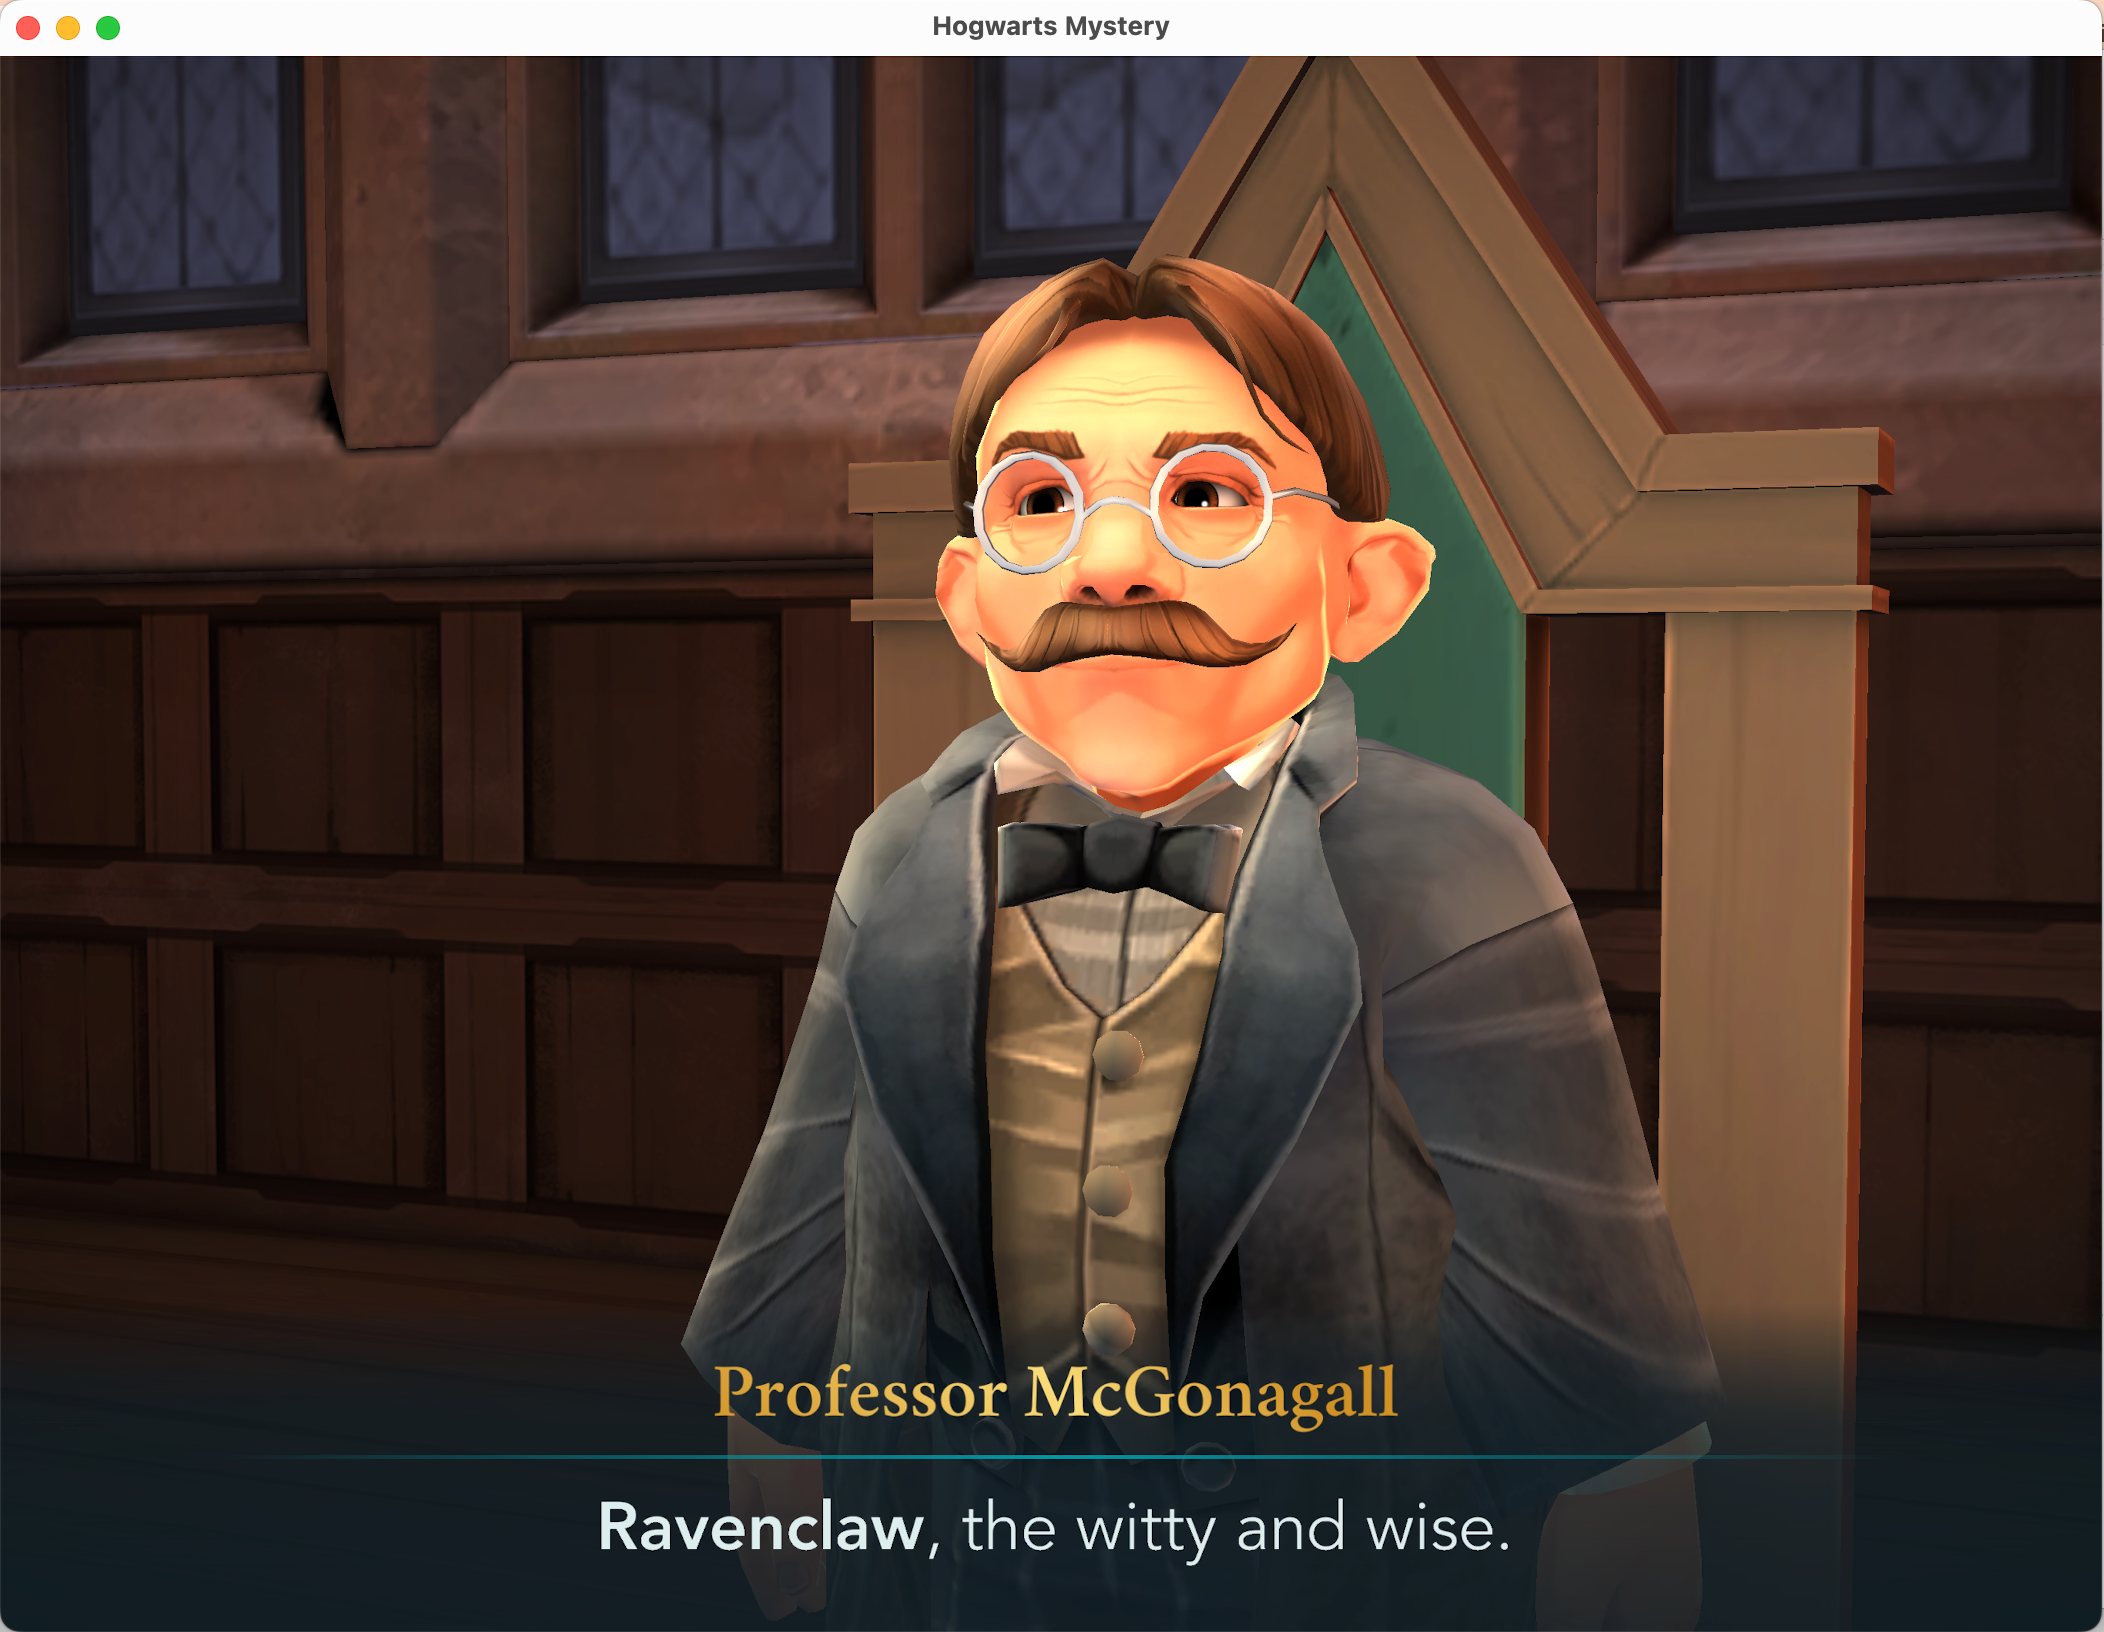 Hogwarts Mystery
Professor McGonagall
Ravenclaw, the witty and wise.